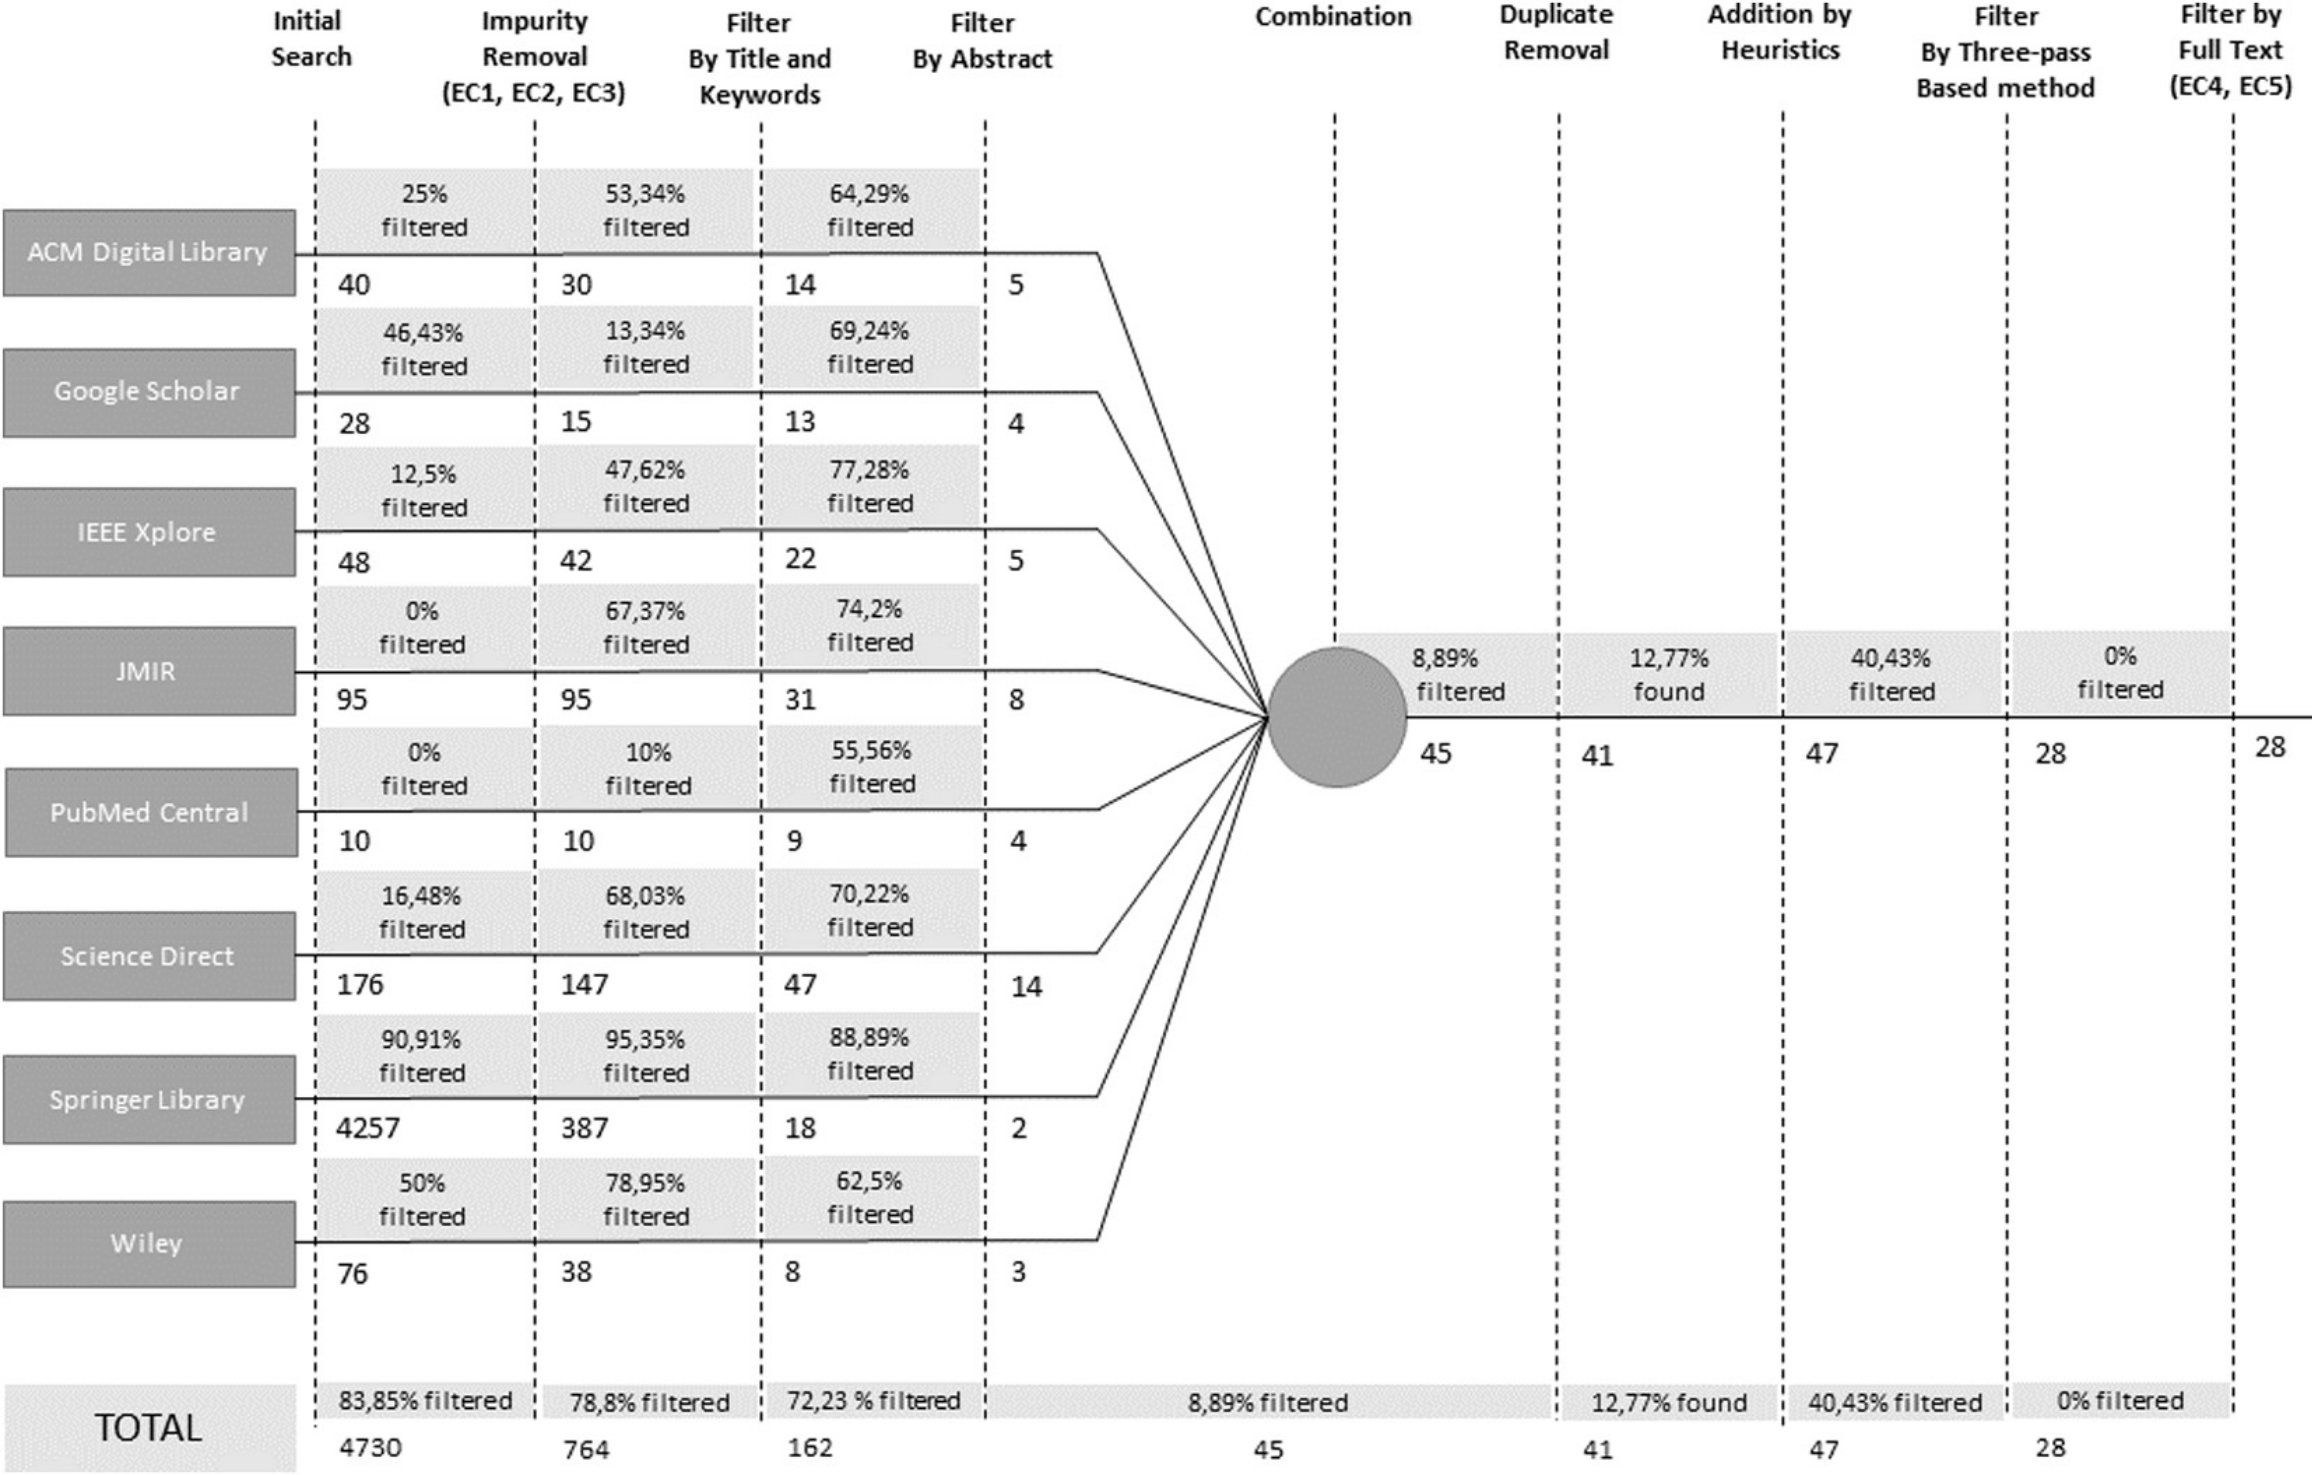 Initial
Search
Impurity
Removal
(EC1, EC2, EC3)
Filter
By Title and
Keywords
Filter
By Abstract
Combination
Duplicate
Removal
Addition by
Heuristics
Filter
By Three-pass
Based method
Filter by
Full Text
(EC4, EC5)
25%
filtered
53,34%
filtered
64,29%
filtered
ACM Digital Library
40
30
14
5
46,43%
filtered
13,34%
filtered
69,24%
filtered
Google Scholar
28
15
13
4
12,5%
filtered
47,62%
filtered
77,28%
filtered
IEEE Xplore
48
42
22
5
0%
filtered
67,37%
filtered
74,2%
filtered
JMIR
95
95
31
8
0%
filtered
10%
filtered
55,56%
filtered
PubMed Central
10
10
9
4
16,48%
filtered
68,03%
filtered
70,22%
filtered
Science Direct
176
147
47
14
90,91%
filtered
95,35%
filtered
88,89%
filtered
Springer Library
4257
387
18
2
50%
filtered
78,95%
filtered
62,5%
filtered
Wiley
76
38
8
3
8,89%
filtered
12,77%
found
40,43%
filtered
0%
filtered
45
41
47
28
28
TOTAL
83,85% filtered
78,8% filtered
72,23 % filtered
8,89% filtered
12,77% found
40,43% filtered
0% filtered
4730
764
162
45
41
47
28